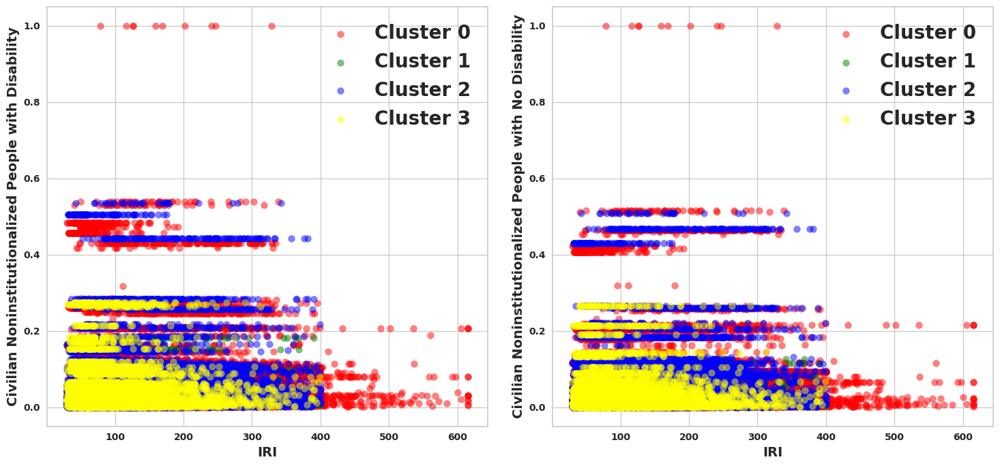 Civilian Noninstitutionalized People with Disability
1.0
0.8
0.6
0.4
0.2
0.0
100
200
300
400
500
600
IRI
Cluster 0
Cluster 1
Cluster 2
Cluster 3
Civilian Noninstitutionalized People with No Disability
1.0
0.8
0.6
0.4
0.2
0.0
100
200
300
400
500
600
IRI
Cluster 0
Cluster 1
Cluster 2
Cluster 3